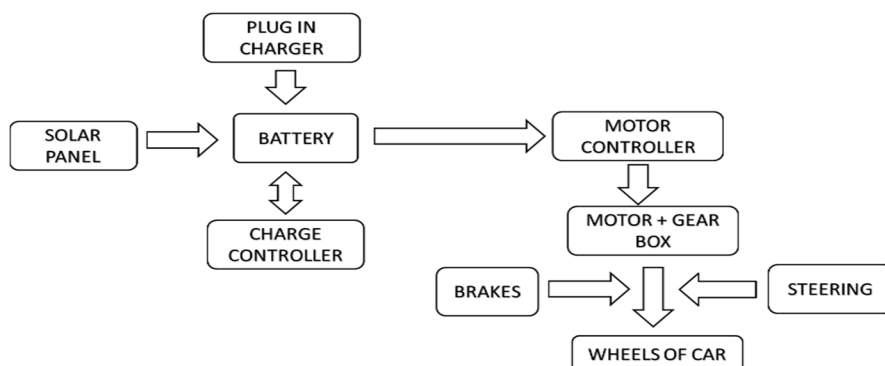 PLUG IN
CHARGER
SOLAR
PANEL
BATTERY
MOTOR
CONTROLLER
CHARGE
CONTROLLER
MOTOR + GEAR
BOX
BRAKES
STEERING
WHEELS OF CAR